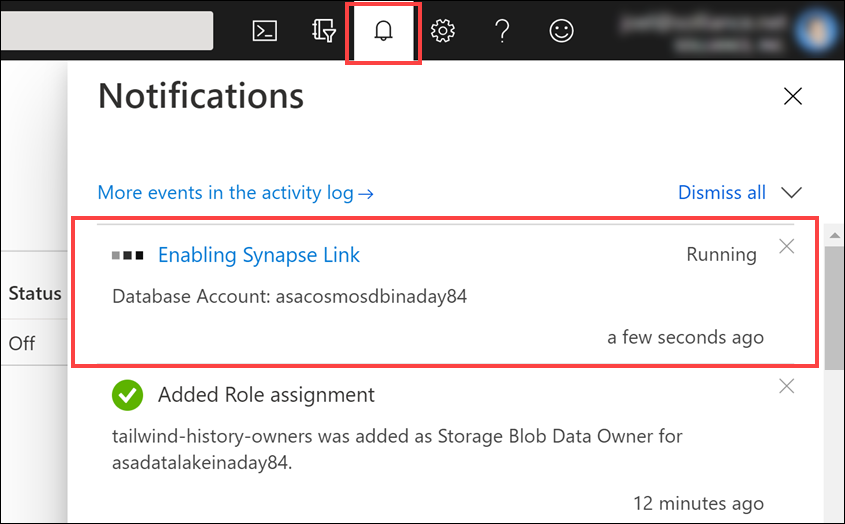 Notifications
More events in the activity log →
Dismiss all
Enabling Synapse Link
Running
Database Account: asacosmosdbinaday84
a few seconds ago
Status
Off
Added Role assignment
tailwind-history-owners was added as Storage Blob Data Owner for
asadatalakeinaday84.
12 minutes ago